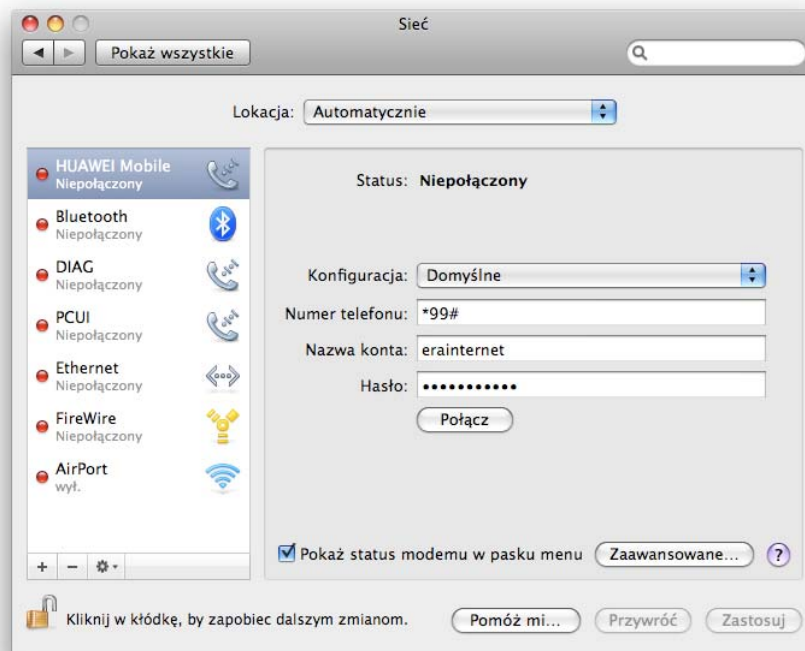 Sieć
Pokaż wszystkie
Lokacja: Automatycznie
HUAWEI Mobile
Niepołączony
Bluetooth
Niepołączony
DIAG
Niepołączony
PCUI
Niepołączony
Ethernet
Niepołączony
FireWire
Niepołączony
AirPort
wył.
Status: Niepołączony
Konfiguracja: Domyślne
Numer telefonu: *99#
Nazwa konta: erainternet
Hasło: •••••••••••
Połącz
Pokaż status modemu w pasku menu Zaawansowane... ?
Kliknij w kłódkę, by zapobiec dalszym zmianom. Pomóż mi... Przywróć Zastosuj